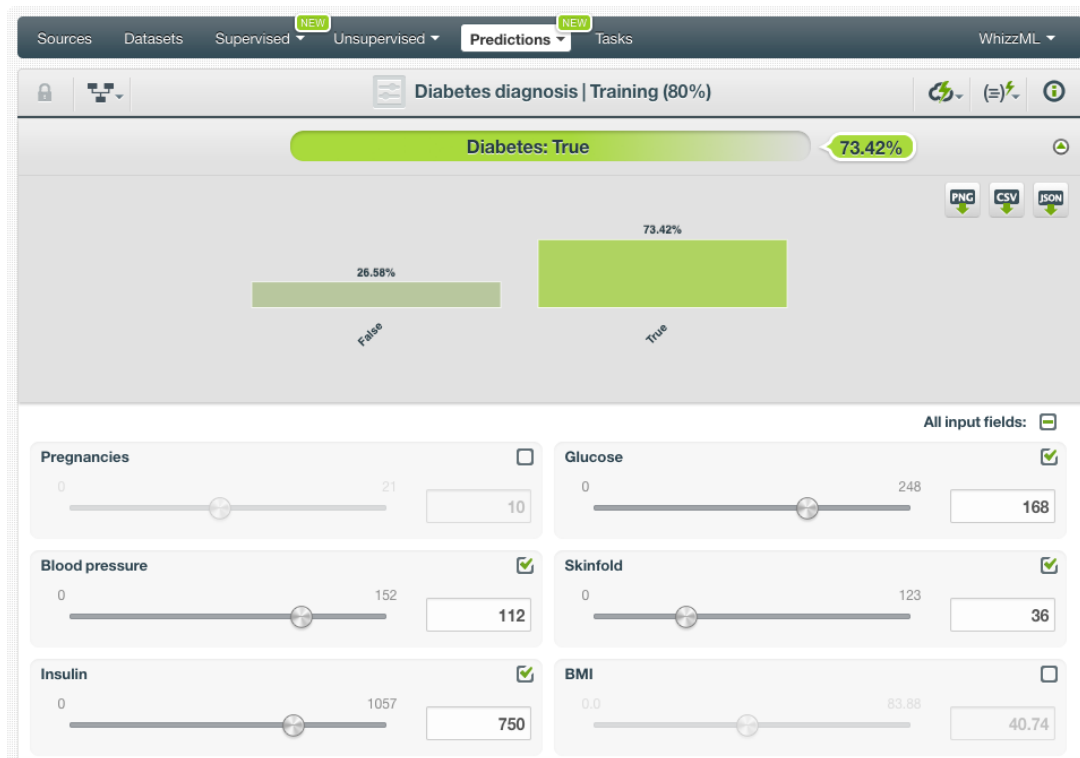 NEW NEW
Sources Datasets Supervised Unsupervised Predictions Tasks WhizzML
Diabetes diagnosis | Training (80%)
Diabetes: True 73.42%
PNG CSV JSON
73.42%
26.58%
False True
All input fields:
Pregnancies
0 21
10
Glucose
0 248
168
Blood pressure
0 152
112
Skinfold
0 123
36
Insulin
0 1057
750
BMI
0.0 83.88
40.74